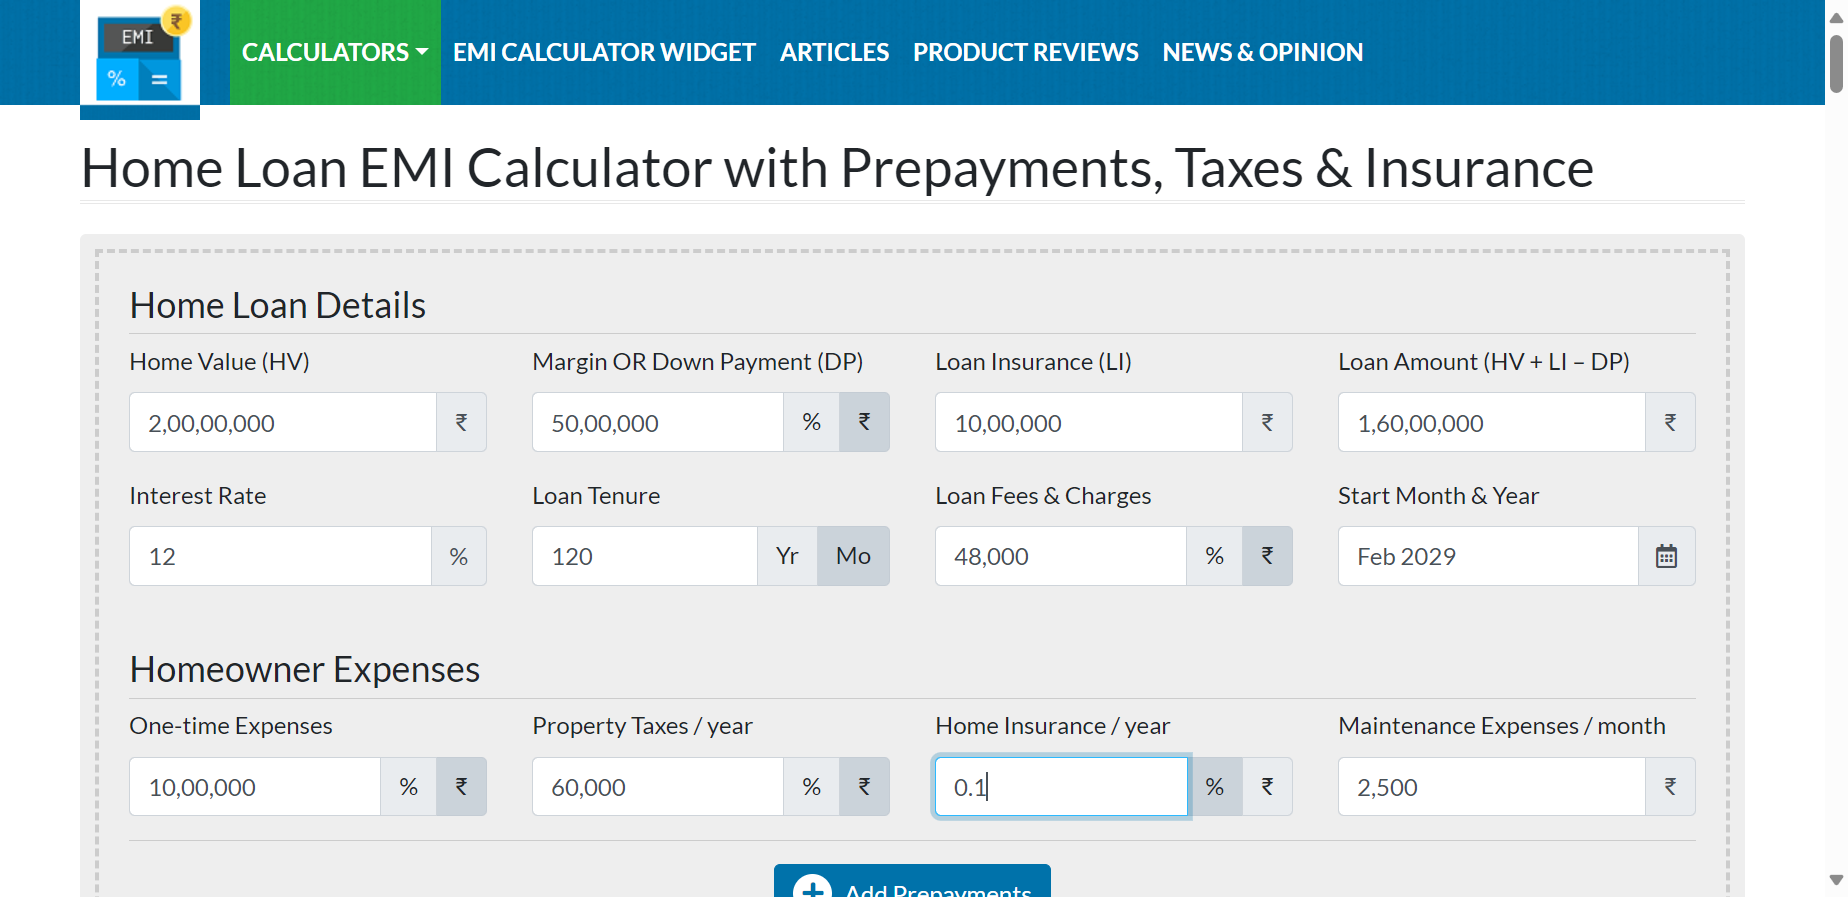 EMI ₹
% =
CALCULATORS EMI CALCULATOR WIDGET ARTICLES PRODUCT REVIEWS NEWS & OPINION
Home Loan EMI Calculator with Prepayments, Taxes & Insurance
Home Loan Details
Home Value (HV) Margin OR Down Payment (DP) Loan Insurance (LI) Loan Amount (HV + LI – DP)
2,00,00,000 ₹ 50,00,000 % ₹ 10,00,000 ₹ 1,60,00,000 ₹
Interest Rate Loan Tenure Loan Fees & Charges Start Month & Year
12 % 120 Yr Mo 48,000 % ₹ Feb 2029
Homeowner Expenses
One-time Expenses Property Taxes / year Home Insurance / year Maintenance Expenses / month
10,00,000 % ₹ 60,000 % ₹ 0.1 % ₹ 2,500 ₹
Add Prepayments